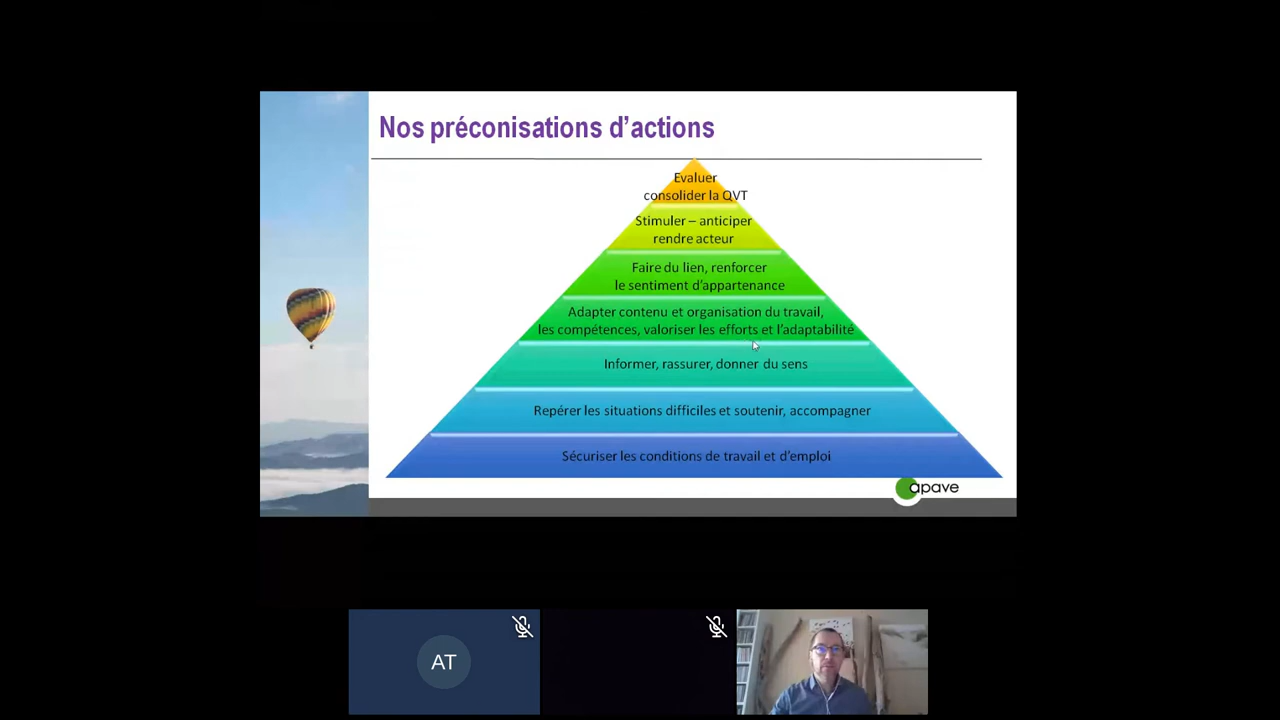 Nos préconisations d'actions
Evaluer
consolider la QVT
Stimuler – anticiper
rendre acteur
Faire du lien, renforcer
le sentiment d'appartenance
Adapter contenu et organisation du travail,
les compétences, valoriser les efforts et l'adaptabilité
Informer, rassurer, donner du sens
Repérer les situations difficiles et soutenir, accompagner
Sécuriser les conditions de travail et d'emploi
apave
AT